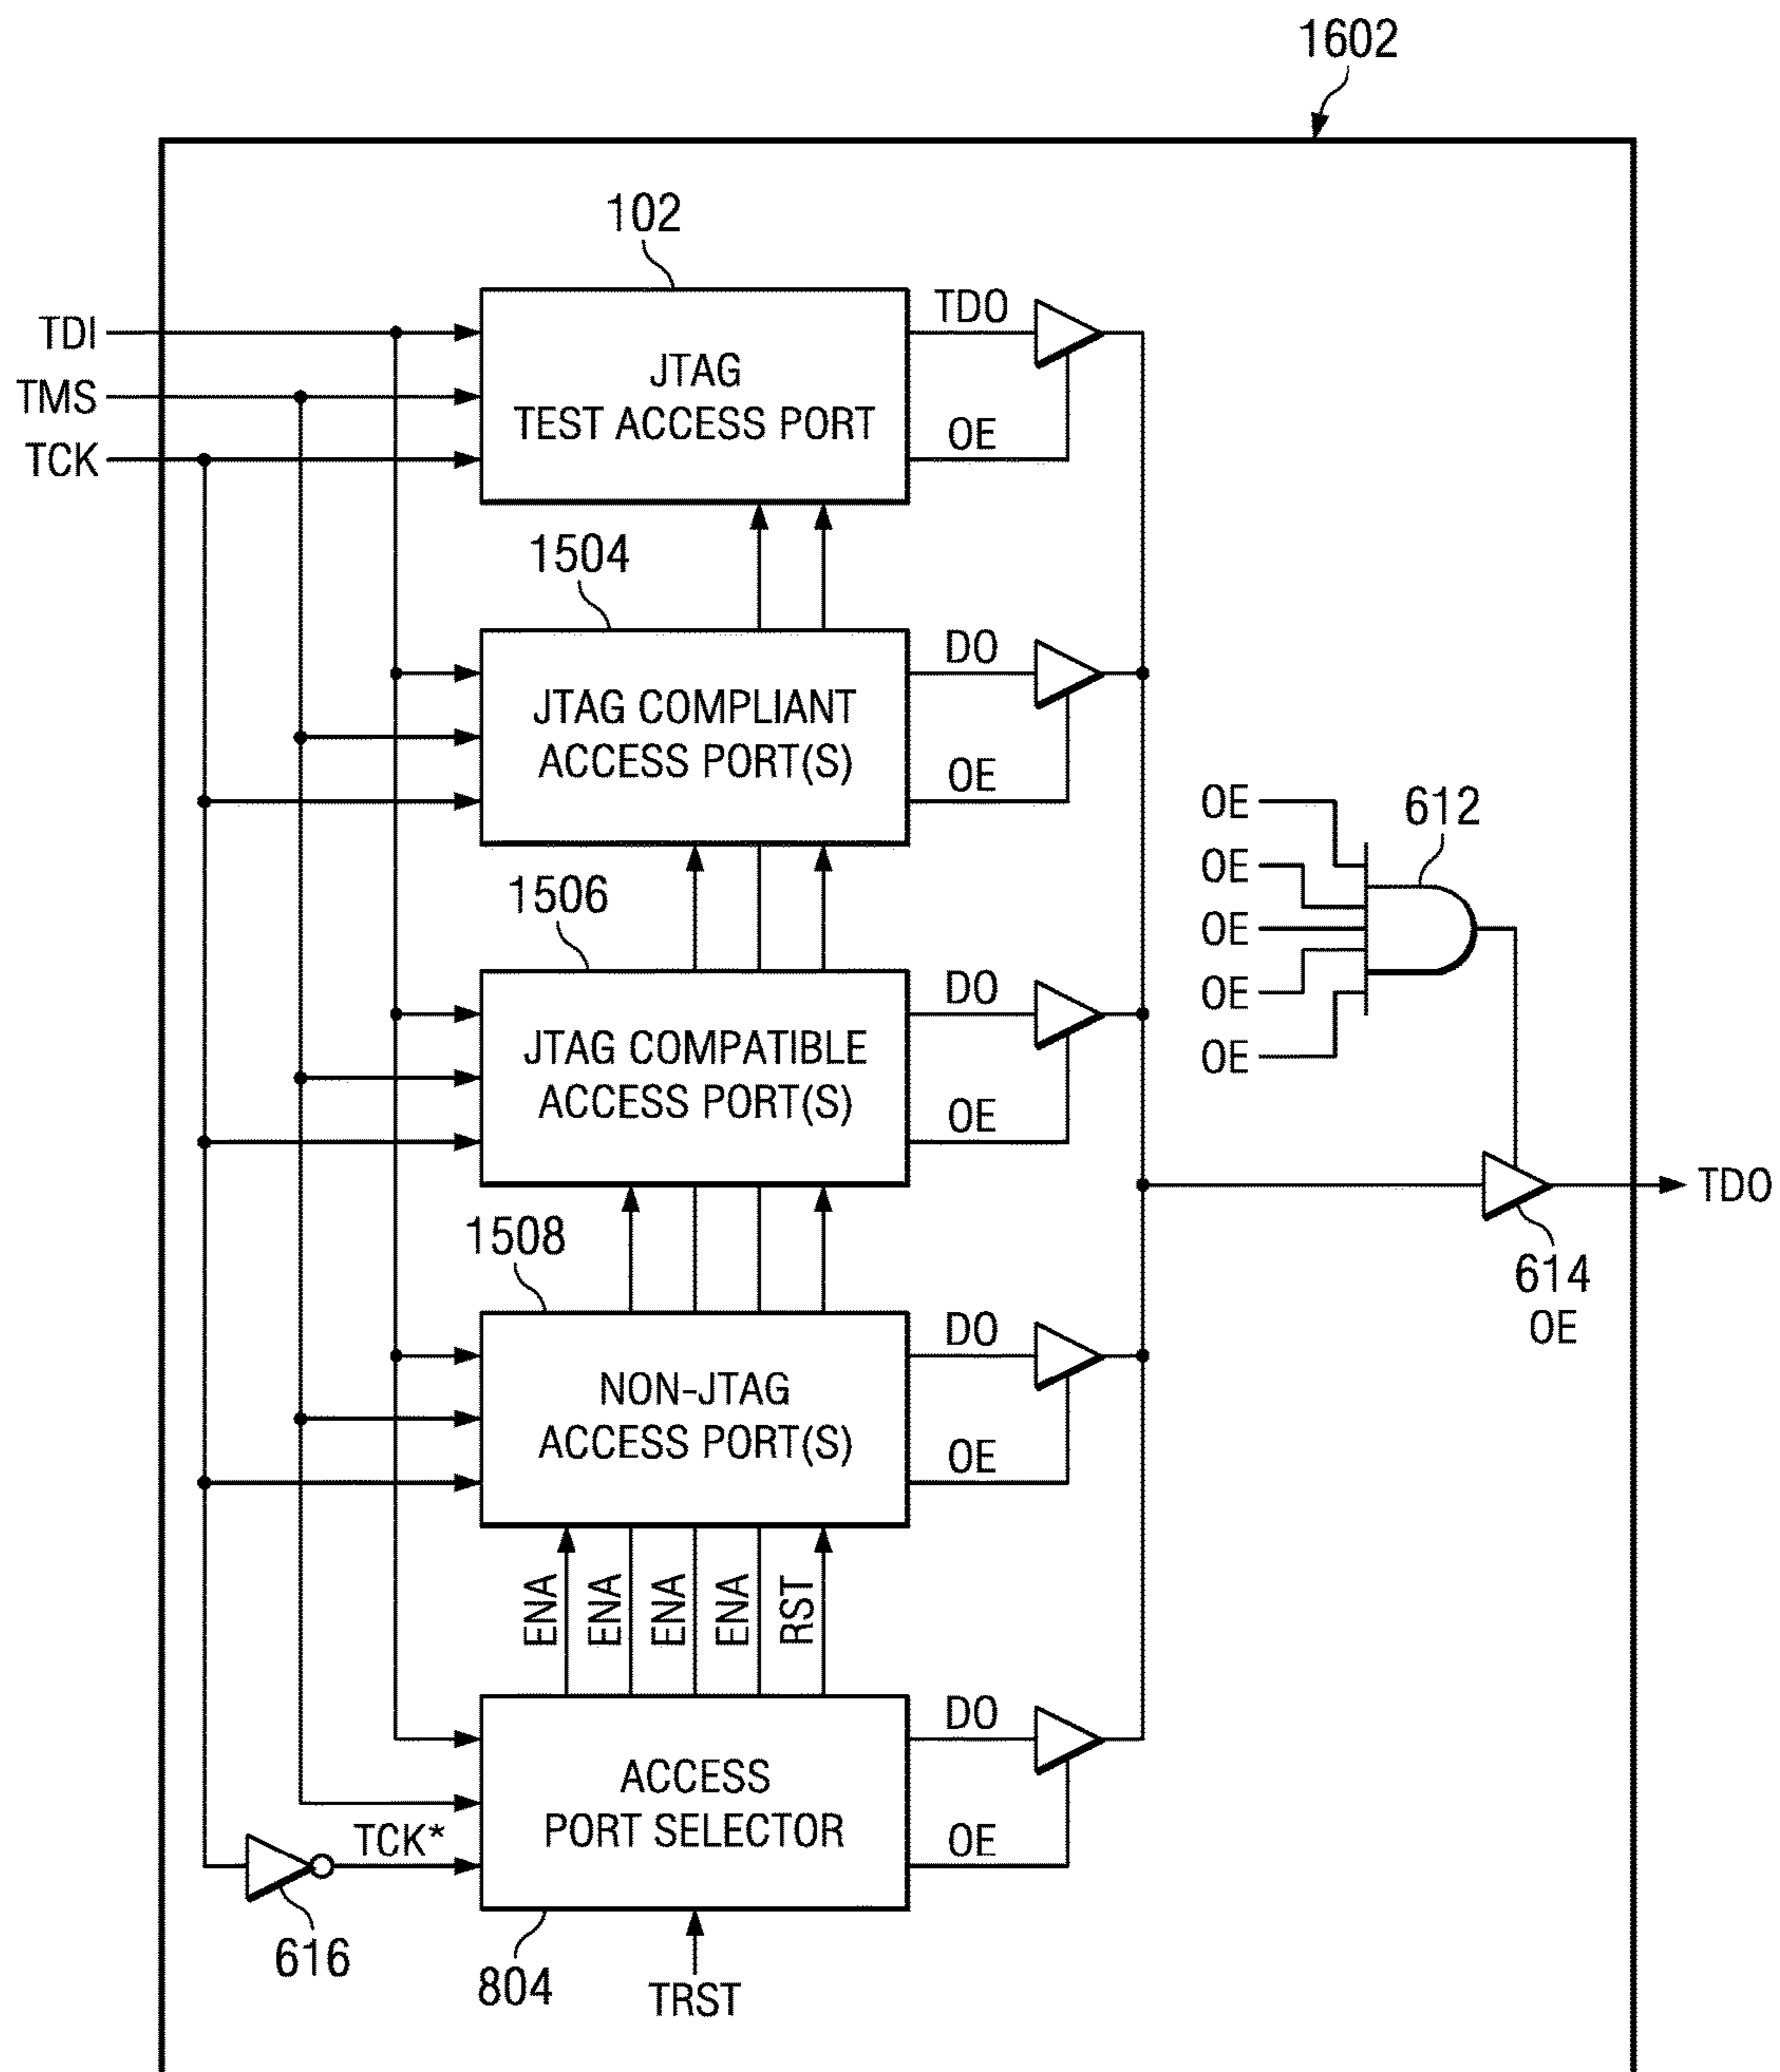 1602
102
TDI
TMS
TCK
JTAG
TEST ACCESS PORT
TDO
OE
1504
JTAG COMPLIANT
ACCESS PORT(S)
DO
OE
1506
JTAG COMPATIBLE
ACCESS PORT(S)
DO
OE
OE
OE
OE
OE
OE
612
TDO
614
OE
1508
NON-JTAG
ACCESS PORT(S)
DO
OE
ENA
ENA
ENA
ENA
RST
ACCESS
PORT SELECTOR
DO
OE
TCK*
616
804
TRST